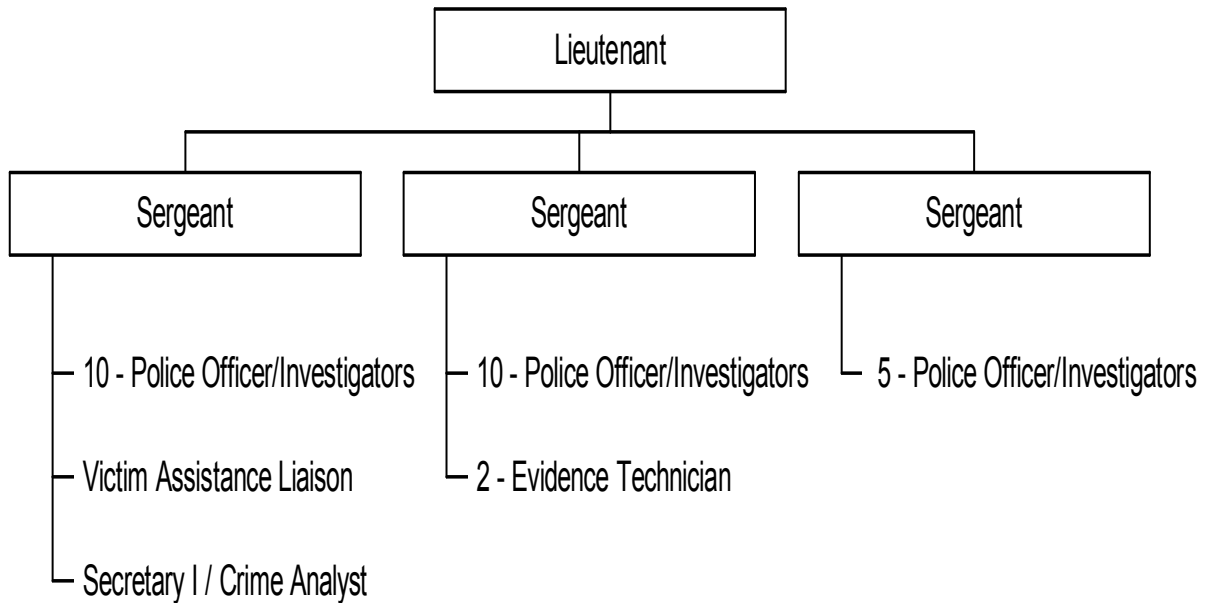 Lieutenant
Sergeant
Sergeant
Sergeant
10 - Police Officer/Investigators
10 - Police Officer/Investigators
5 - Police Officer/Investigators
Victim Assistance Liaison
2 - Evidence Technician
Secretary I / Crime Analyst